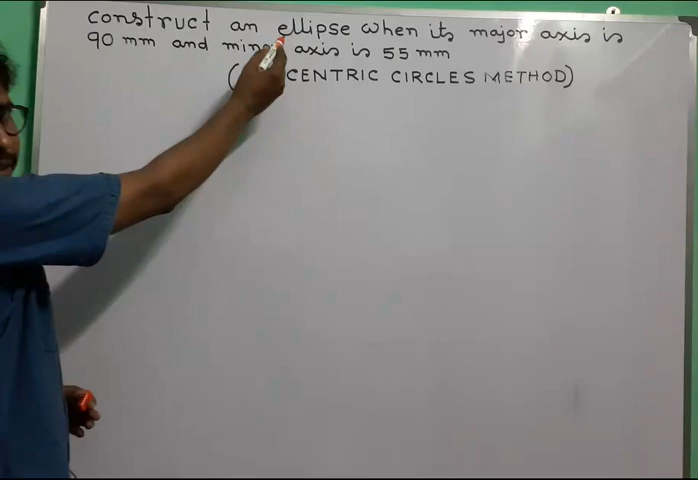 construct an ellipse when its major axis is
90 mm and axis is 55 mm
CENTRIC CIRCLES METHOD)